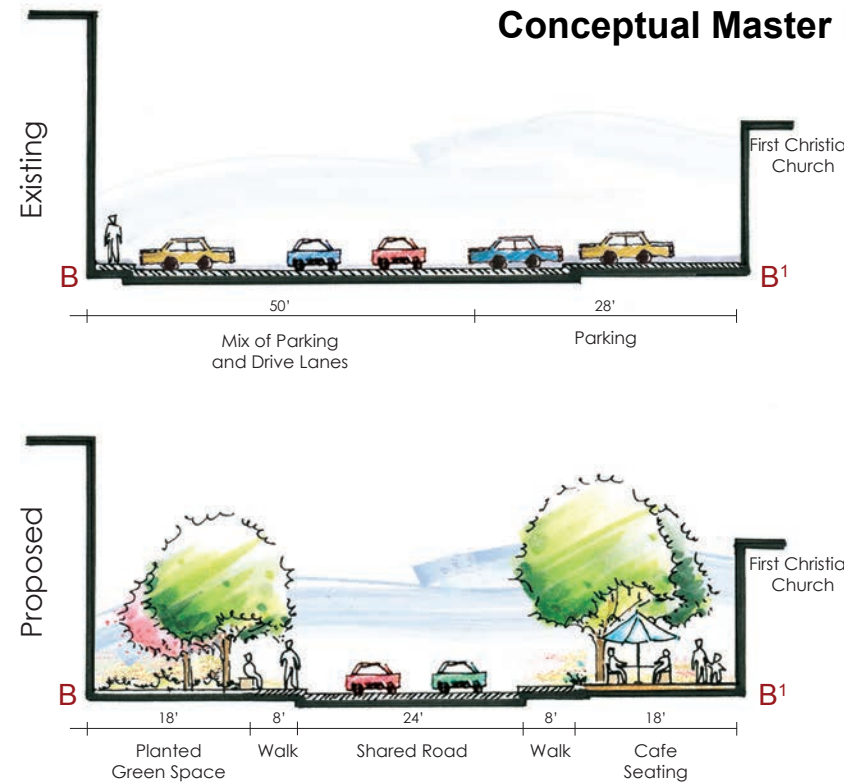 Conceptual Master
Existing
First Christia
Church
B
B¹
50'
28'
Mix of Parking
and Drive Lanes
Parking
Proposed
First Christia
Church
B
B¹
18'
8'
24'
8'
18'
Planted
Green Space
Walk
Shared Road
Walk
Cafe
Seating